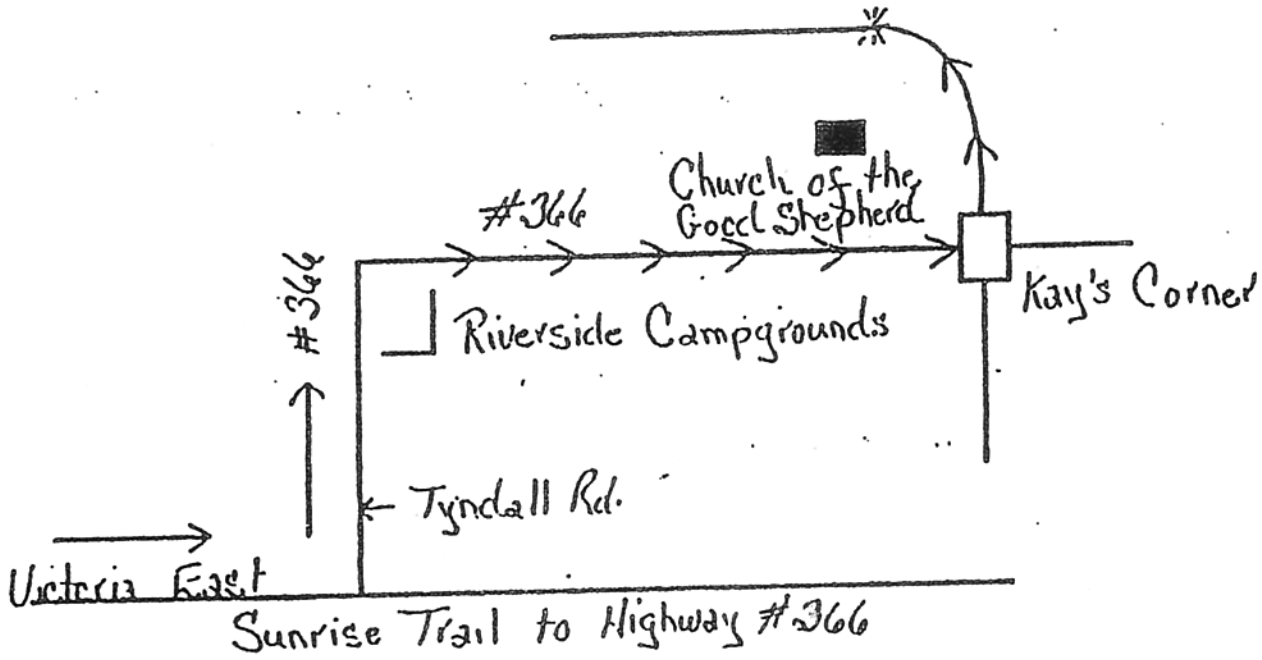 #366
Church of the
Good Shepherd
#366
Kay's Corner
Riverside Campgrounds
Tyndall Rd.
Victoria East
Sunrise Trail to Highway #366